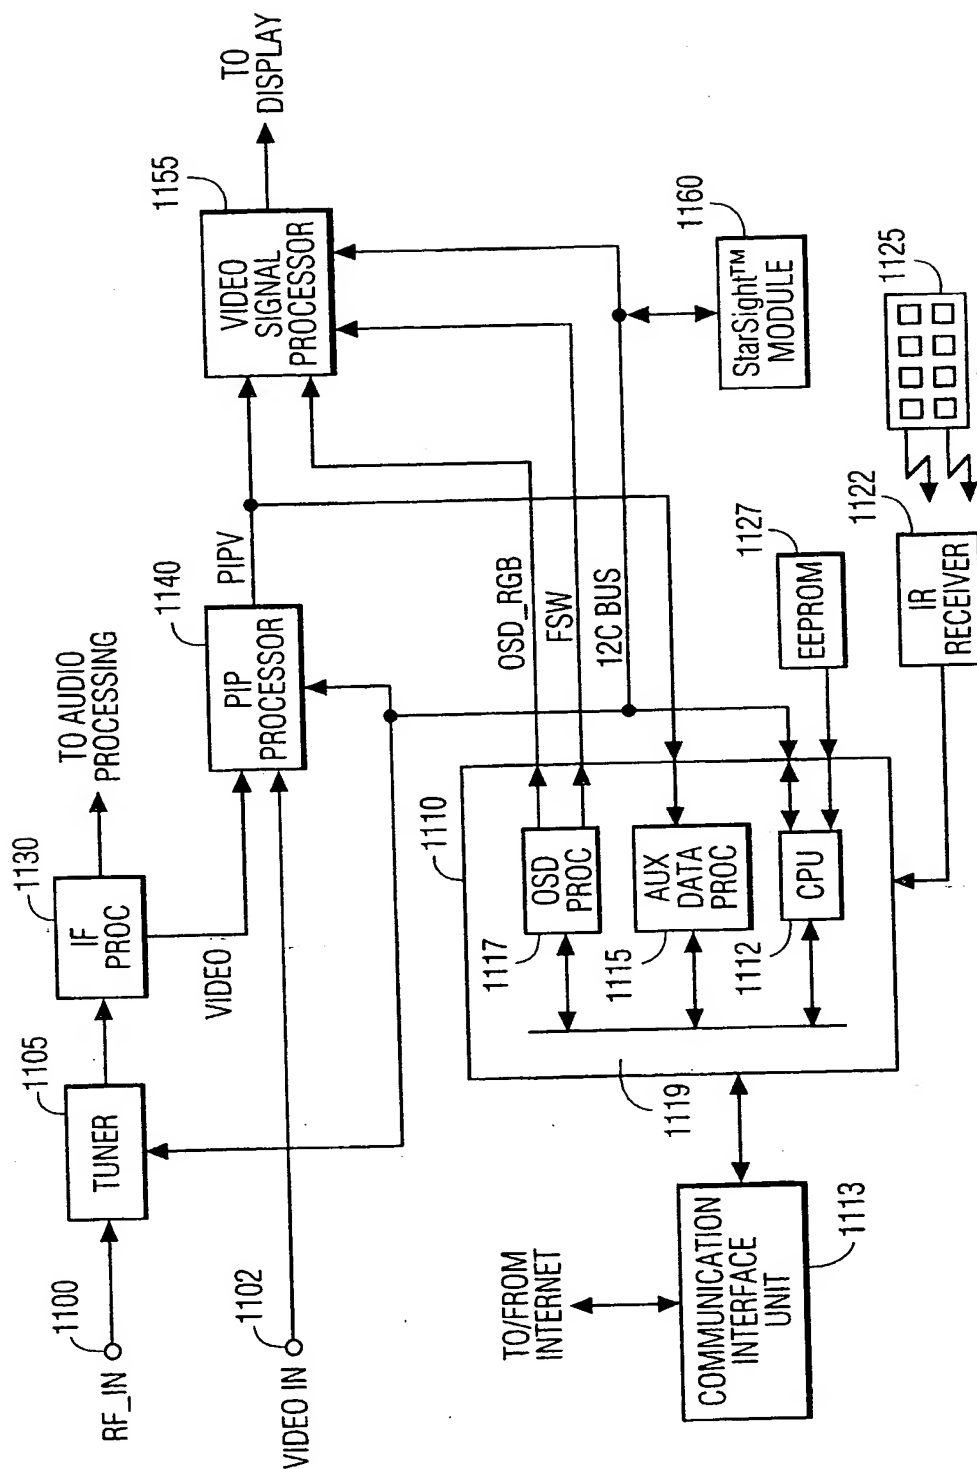 RF_IN
1100
TUNER
1105
IF
PROC
1130
TO AUDIO
PROCESSING
VIDEO
VIDEO IN
1102
PIP
PROCESSOR
1140
PIPV
VIDEO
SIGNAL
PROCESSOR
1155
TO
DISPLAY
OSD_RGB
FSW
12C BUS
StarSight™
MODULE
1160
1110
OSD
PROC
1117
AUX
DATA
PROC
1115
CPU
1112
1119
EEPROM
1127
IR
RECEIVER
1122
1125
TO/FROM
INTERNET
COMMUNICATION
INTERFACE
UNIT
1113